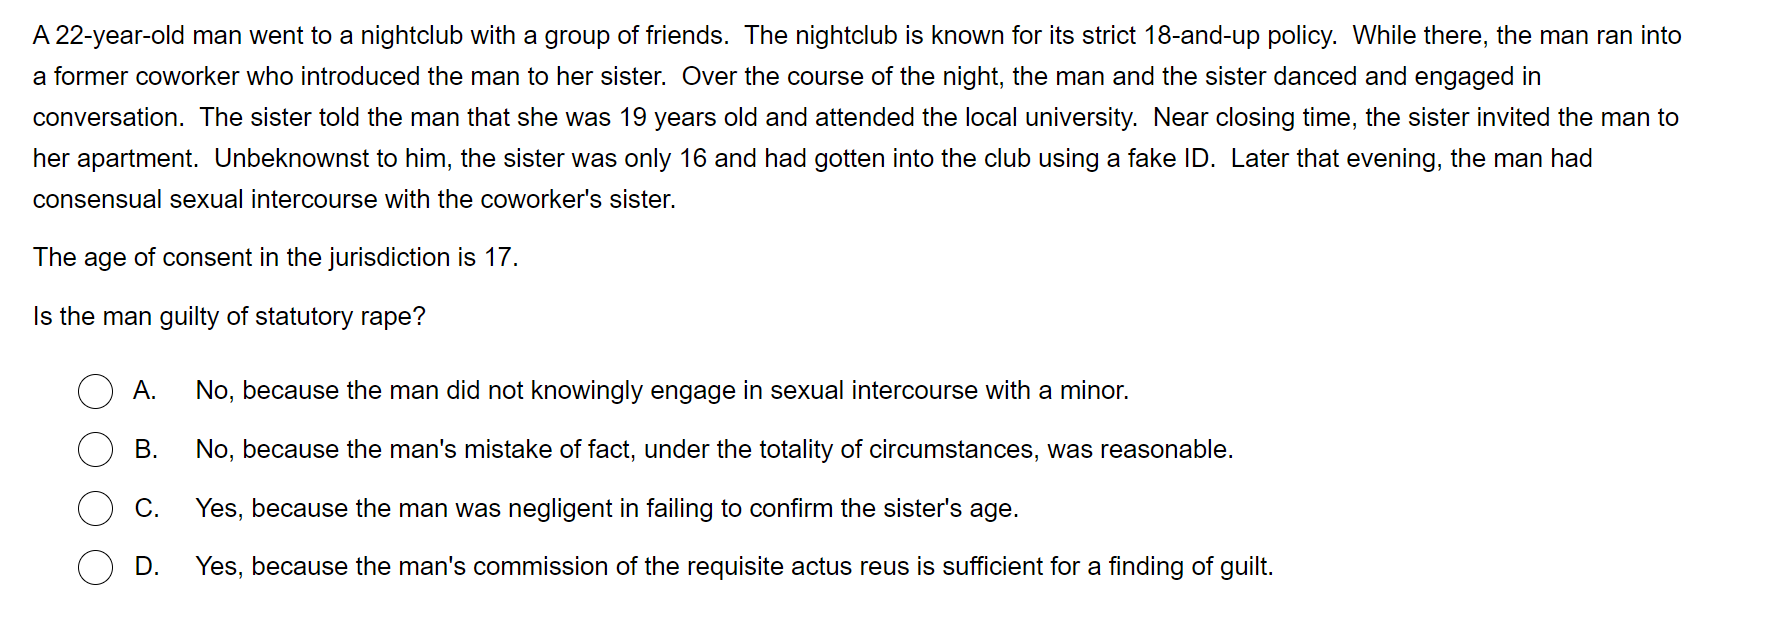 A 22-year-old man went to a nightclub with a group of friends.  The nightclub is known for its strict 18-and-up policy.  While there, the man ran into
a former coworker who introduced the man to her sister.  Over the course of the night, the man and the sister danced and engaged in
conversation.  The sister told the man that she was 19 years old and attended the local university.  Near closing time, the sister invited the man to
her apartment.  Unbeknownst to him, the sister was only 16 and had gotten into the club using a fake ID.  Later that evening, the man had
consensual sexual intercourse with the coworker's sister.
The age of consent in the jurisdiction is 17.
Is the man guilty of statutory rape?
A. No, because the man did not knowingly engage in sexual intercourse with a minor.
B. No, because the man's mistake of fact, under the totality of circumstances, was reasonable.
C. Yes, because the man was negligent in failing to confirm the sister's age.
D. Yes, because the man's commission of the requisite actus reus is sufficient for a finding of guilt.